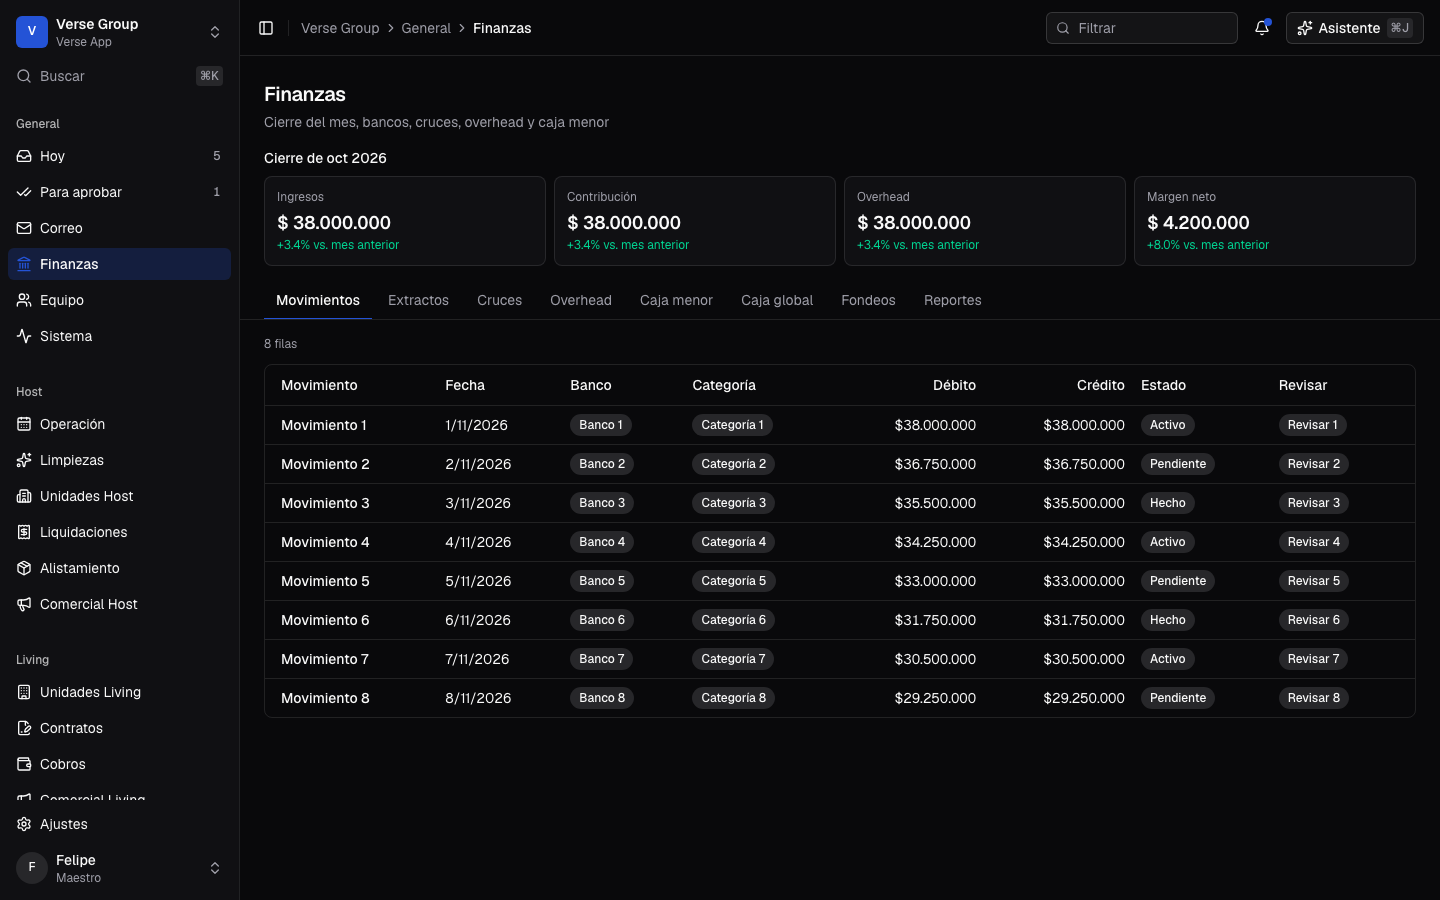 V
Verse Group
Verse App
Buscar ⌘K
General
Hoy 5
Para aprobar 1
Correo
Finanzas
Equipo
Sistema
Host
Operación
Limpiezas
Unidades Host
Liquidaciones
Alistamiento
Comercial Host
Living
Unidades Living
Contratos
Cobros
Comercial Living
Ajustes
F
Felipe
Maestro
Verse Group > General > Finanzas
Filtrar
Asistente ⌘J
Finanzas
Cierre del mes, bancos, cruces, overhead y caja menor
Cierre de oct 2026
Ingresos
$ 38.000.000
+3.4% vs. mes anterior
Contribución
$ 38.000.000
+3.4% vs. mes anterior
Overhead
$ 38.000.000
+3.4% vs. mes anterior
Margen neto
$ 4.200.000
+8.0% vs. mes anterior
Movimientos Extractos Cruces Overhead Caja menor Caja global Fondeos Reportes
8 filas
Movimiento Fecha Banco Categoría Débito Crédito Estado Revisar
Movimiento 1 1/11/2026 Banco 1 Categoría 1 $38.000.000 $38.000.000 Activo Revisar 1
Movimiento 2 2/11/2026 Banco 2 Categoría 2 $36.750.000 $36.750.000 Pendiente Revisar 2
Movimiento 3 3/11/2026 Banco 3 Categoría 3 $35.500.000 $35.500.000 Hecho Revisar 3
Movimiento 4 4/11/2026 Banco 4 Categoría 4 $34.250.000 $34.250.000 Activo Revisar 4
Movimiento 5 5/11/2026 Banco 5 Categoría 5 $33.000.000 $33.000.000 Pendiente Revisar 5
Movimiento 6 6/11/2026 Banco 6 Categoría 6 $31.750.000 $31.750.000 Hecho Revisar 6
Movimiento 7 7/11/2026 Banco 7 Categoría 7 $30.500.000 $30.500.000 Activo Revisar 7
Movimiento 8 8/11/2026 Banco 8 Categoría 8 $29.250.000 $29.250.000 Pendiente Revisar 8